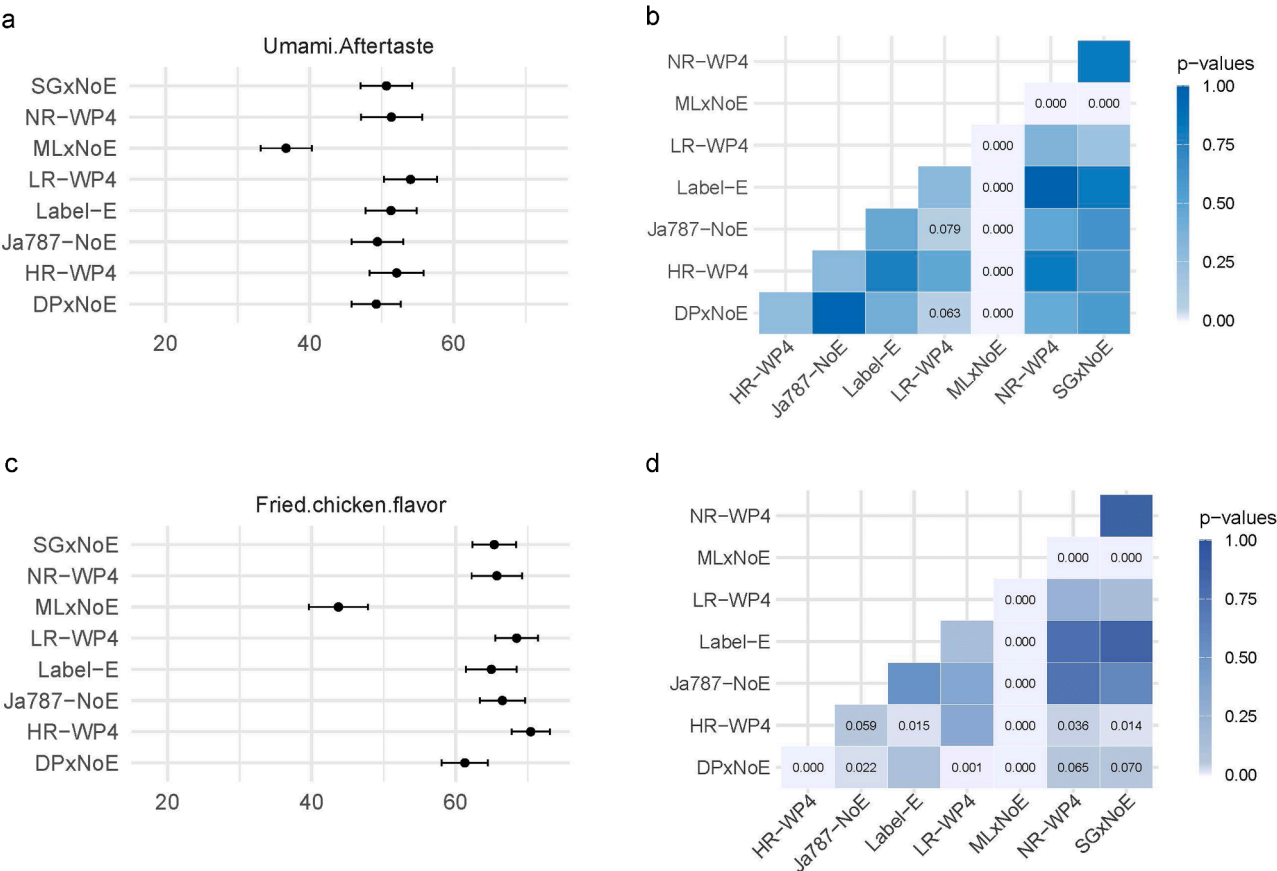 a
Umami.Aftertaste
SGxNoE
NR−WP4
MLxNoE
LR−WP4
Label−E
Ja787−NoE
HR−WP4
DPxNoE
20 40 60
b
NR−WP4
MLxNoE 0.000 0.000
LR−WP4 0.000
Label−E 0.000
Ja787−NoE 0.079 0.000
HR−WP4 0.000
DPxNoE 0.063 0.000
HR−WP4 Ja787−NoE Label−E LR−WP4 MLxNoE NR−WP4 SGxNoE
p−values
1.00
0.75
0.50
0.25
0.00
c
Fried.chicken.flavor
SGxNoE
NR−WP4
MLxNoE
LR−WP4
Label−E
Ja787−NoE
HR−WP4
DPxNoE
20 60
d
NR−WP4
MLxNoE 0.000 0.000
LR−WP4 0.000
Label−E 0.000
Ja787−NoE 0.000
HR−WP4 0.059 0.015 0.000 0.036 0.014
DPxNoE 0.000 0.022 0.001 0.000 0.065 0.070
HR−WP4 Ja787−NoE Label−E LR−WP4 MLxNoE NR−WP4 SGxNoE
p−values
1.00
0.75
0.50
0.25
0.00